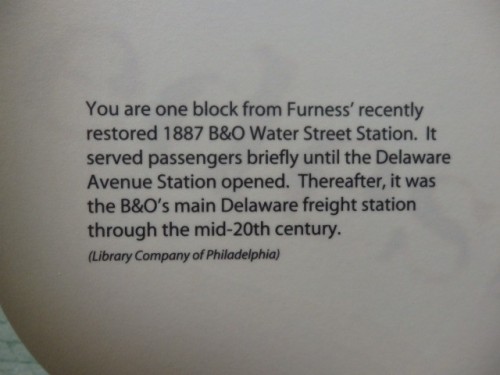 You are one block from Furness' recently
restored 1887 B&O Water Street Station.  It
served passengers briefly until the Delaware
Avenue Station opened.  Thereafter, it was
the B&O's main Delaware freight station
through the mid-20th century.
(Library Company of Philadelphia)